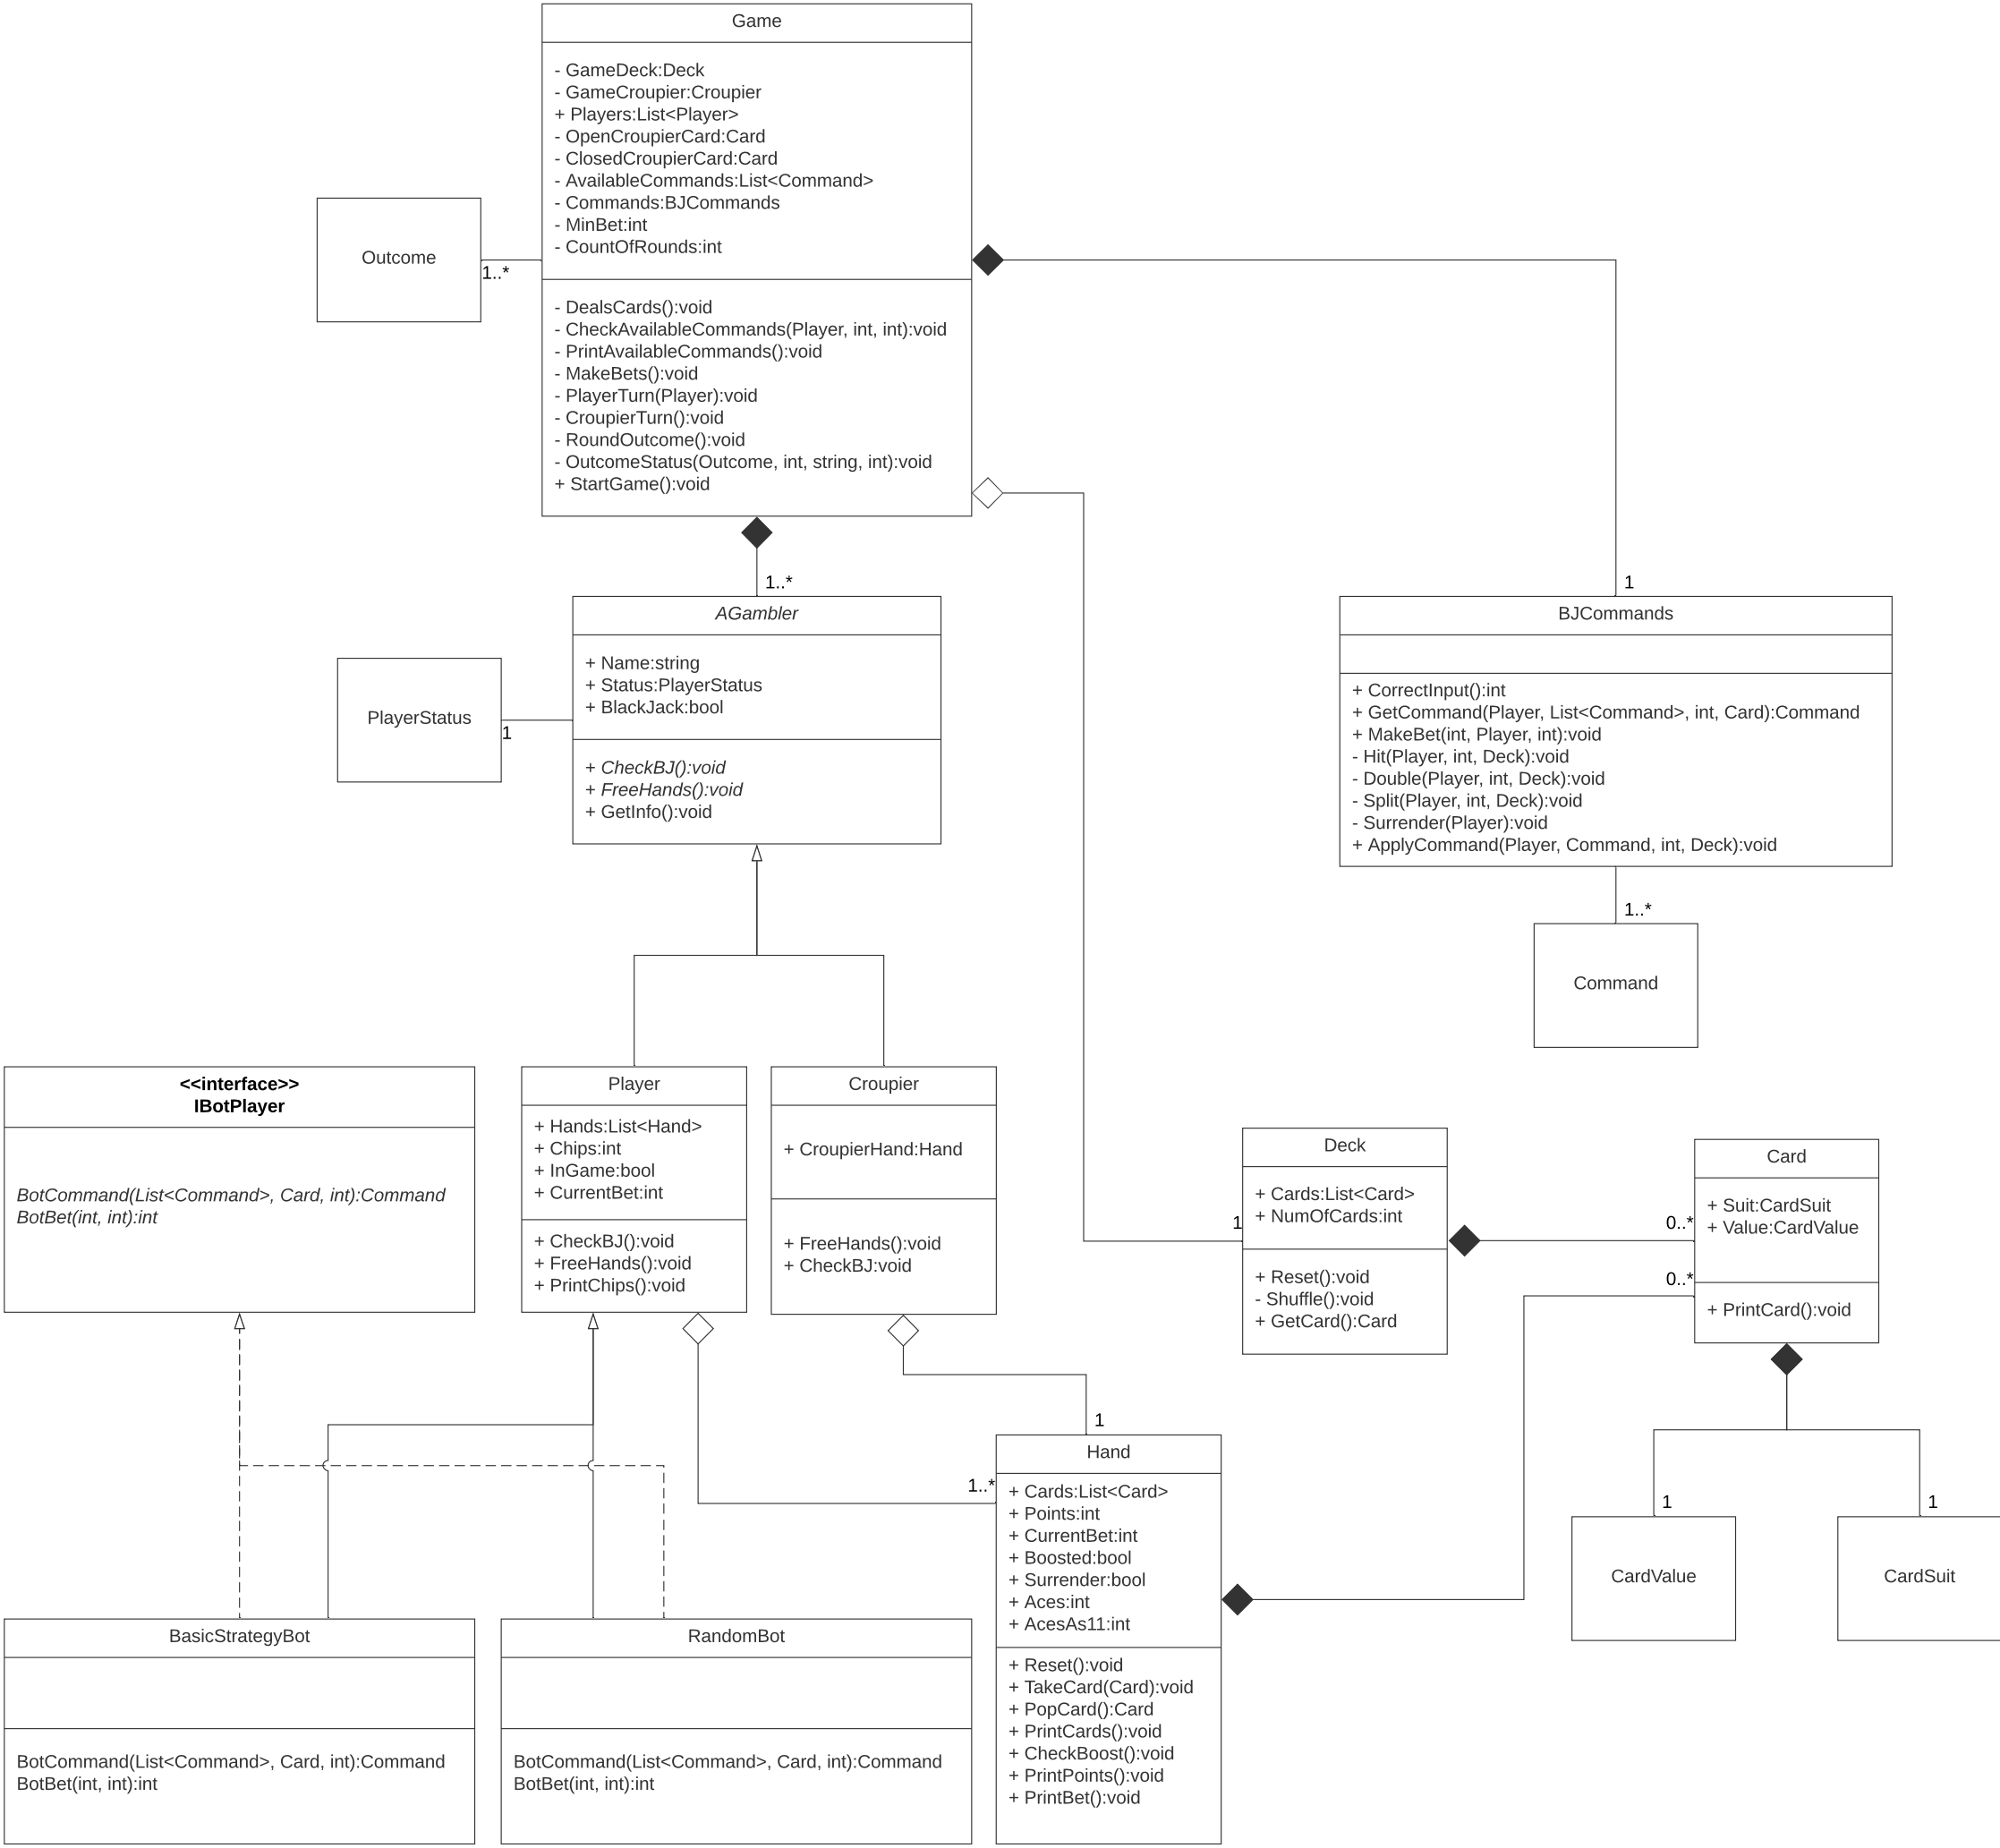 Game
- GameDeck:Deck
- GameCroupier:Croupier
+ Players:List<Player>
- OpenCroupierCard:Card
- ClosedCroupierCard:Card
- AvailableCommands:List<Command>
- Commands:BJCommands
- MinBet:int
- CountOfRounds:int
- DealsCards():void
- CheckAvailableCommands(Player, int, int):void
- PrintAvailableCommands():void
- MakeBets():void
- PlayerTurn(Player):void
- CroupierTurn():void
- RoundOutcome():void
- OutcomeStatus(Outcome, int, string, int):void
+ StartGame():void
Outcome
1..*
1..*
1
AGambler
+ Name:string
+ Status:PlayerStatus
+ BlackJack:bool
+ CheckBJ():void
+ FreeHands():void
+ GetInfo():void
PlayerStatus
1
BJCommands
+ CorrectInput():int
+ GetCommand(Player, List<Command>, int, Card):Command
+ MakeBet(int, Player, int):void
- Hit(Player, int, Deck):void
- Double(Player, int, Deck):void
- Split(Player, int, Deck):void
- Surrender(Player):void
+ ApplyCommand(Player, Command, int, Deck):void
1..*
Command
<<interface>>
IBotPlayer
BotCommand(List<Command>, Card, int):Command
BotBet(int, int):int
Player
+ Hands:List<Hand>
+ Chips:int
+ InGame:bool
+ CurrentBet:int
+ CheckBJ():void
+ FreeHands():void
+ PrintChips():void
Croupier
+ CroupierHand:Hand
+ FreeHands():void
+ CheckBJ:void
1
Deck
+ Cards:List<Card>
+ NumOfCards:int
+ Reset():void
- Shuffle():void
+ GetCard():Card
0..*
0..*
Card
+ Suit:CardSuit
+ Value:CardValue
+ PrintCard():void
1
1..*
Hand
+ Cards:List<Card>
+ Points:int
+ CurrentBet:int
+ Boosted:bool
+ Surrender:bool
+ Aces:int
+ AcesAs11:int
+ Reset():void
+ TakeCard(Card):void
+ PopCard():Card
+ PrintCards():void
+ CheckBoost():void
+ PrintPoints():void
+ PrintBet():void
1
CardValue
1
CardSuit
BasicStrategyBot
BotCommand(List<Command>, Card, int):Command
BotBet(int, int):int
RandomBot
BotCommand(List<Command>, Card, int):Command
BotBet(int, int):int